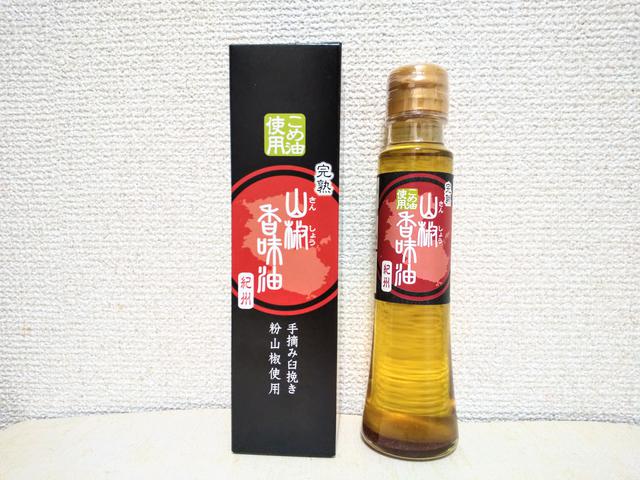 こめ油
使用
完熟
山椒
さん
しょう
香味油
紀州
手摘み臼挽き
粉山椒使用
完熟
こめ油
使用
山椒
さん
しょう
香味油
紀州